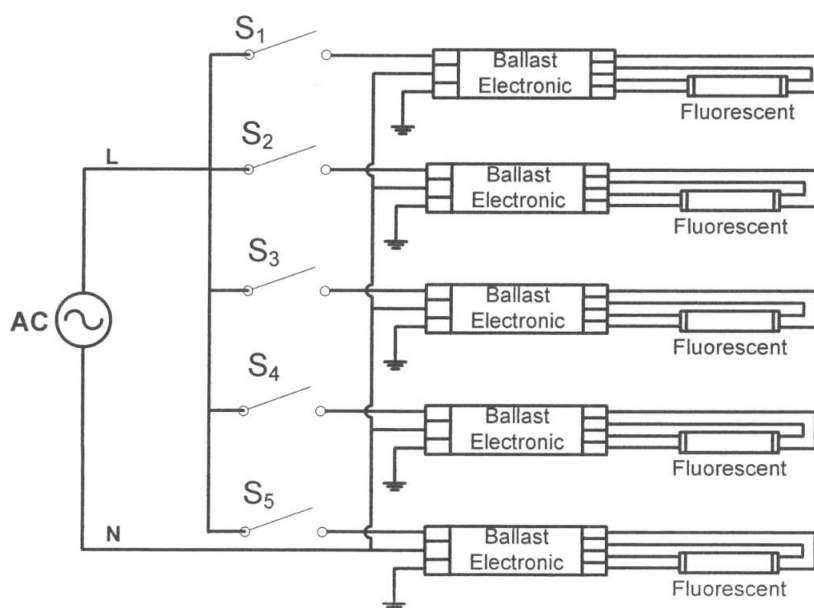 S1
Ballast
Electronic
Fluorescent
S2
L
Ballast
Electronic
Fluorescent
S3
Ballast
Electronic
AC
Fluorescent
S4
Ballast
Electronic
Fluorescent
S5
N
Ballast
Electronic
Fluorescent